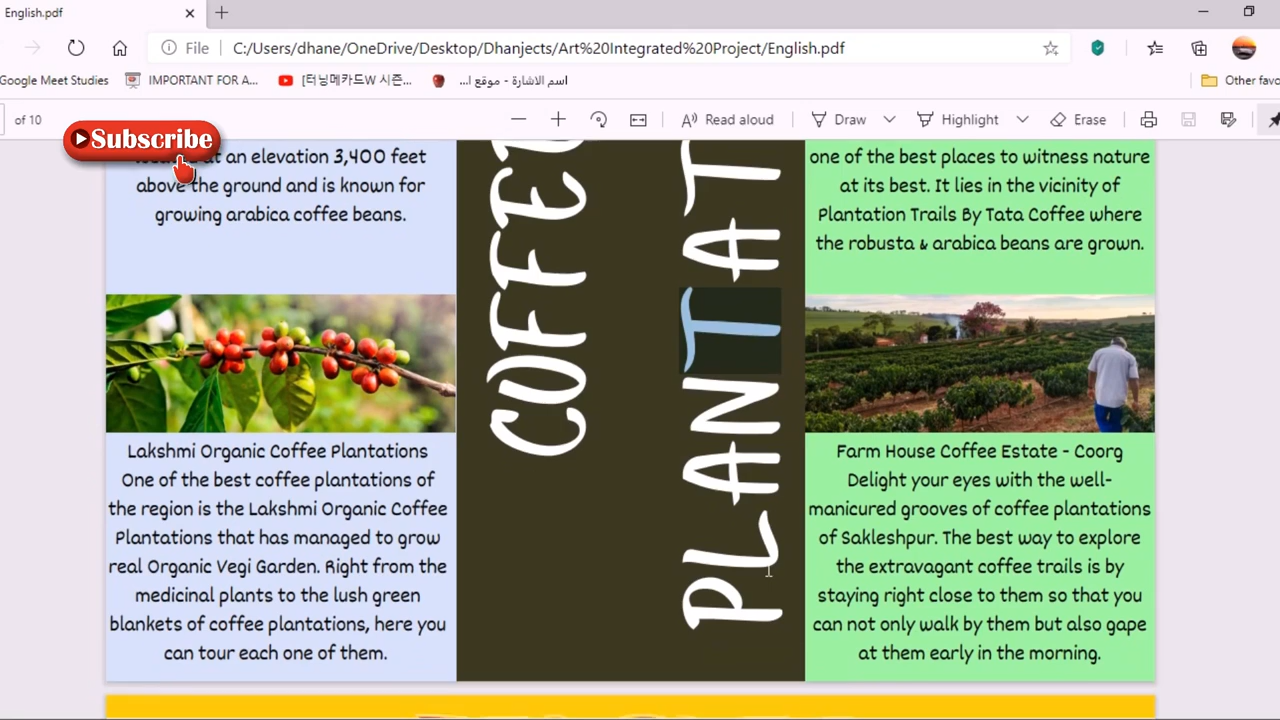 English.pdf
File C:/Users/dhane/OneDrive/Desktop/Dhanjects/Art%20Integrated%20Project/English.pdf
Google Meet Studies
IMPORTANT FOR A...
[터닝메카드W 시즌...
اسم الاشارة - موقع ا...
Other favo
of 10
Read aloud
Draw
Highlight
Erase
Subscribe
at an elevation 3,400 feet
above the ground and is known for
growing arabica coffee beans.
Lakshmi Organic Coffee Plantations
One of the best coffee plantations of
the region is the Lakshmi Organic Coffee
Plantations that has managed to grow
real Organic Vegi Garden. Right from the
medicinal plants to the lush green
blankets of coffee plantations, here you
can tour each one of them.
COFFEE
PLANTAT
one of the best places to witness nature
at its best. It lies in the vicinity of
Plantation Trails By Tata Coffee where
the robusta & arabica beans are grown.
Farm House Coffee Estate - Coorg
Delight your eyes with the well-
manicured grooves of coffee plantations
of Sakleshpur. The best way to explore
the extravagant coffee trails is by
staying right close to them so that you
can not only walk by them but also gape
at them early in the morning.